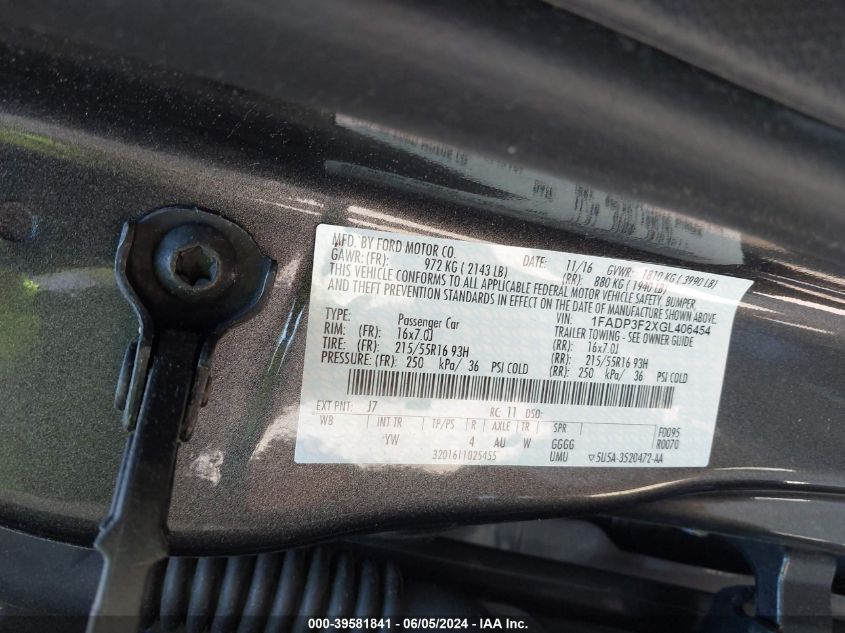 MFD. BY FORD MOTOR CO. DATE: 11/16 GVWR: 1810 KG ( 3990 LB)
GAWR: (FR): 972 KG ( 2143 LB) (RR): 880 KG ( 1940 LB)
THIS VEHICLE CONFORMS TO ALL APPLICABLE FEDERAL MOTOR VEHICLE SAFETY, BUMPER
AND THEFT PREVENTION STANDARDS IN EFFECT ON THE DATE OF MANUFACTURE SHOWN ABOVE.
VIN: 1FADP3F2XGL406454
TYPE: Passenger Car TRAILER TOWING - SEE OWNER GUIDE
RIM: (FR): 16x7.0J (RR): 16x7.0J
TIRE: (FR): 215/55R16 93H (RR): 215/55R16 93H
PRESSURE: (FR): 250 kPa/ 36 PSI COLD (RR): 250 kPa/ 36 PSI COLD
EXT PNT: J7 RC: 11 DSO:
WB INT TR TP/PS R AXLE TR SPR F0095
YW 4 AU W GGGG R0070
3201611025455 UMU ▽5U5A-3520472-AA
000-39581841 - 06/05/2024 - IAAI.com